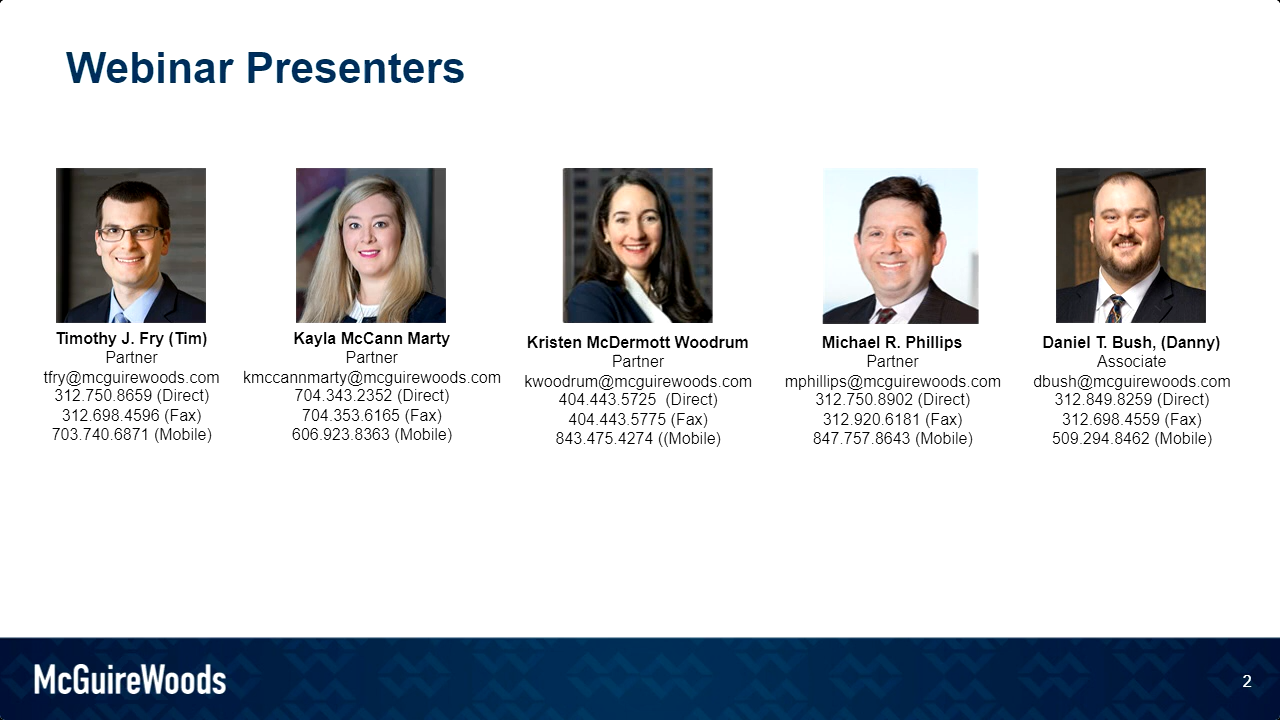 Webinar Presenters
Timothy J. Fry (Tim)
Partner
tfry@mcguirewoods.com
312.750.8659 (Direct)
312.698.4596 (Fax)
703.740.6871 (Mobile)
Kayla McCann Marty
Partner
kmccannmarty@mcguirewoods.com
704.343.2352 (Direct)
704.353.6165 (Fax)
606.923.8363 (Mobile)
Kristen McDermott Woodrum
Partner
kwoodrum@mcguirewoods.com
404.443.5725  (Direct)
404.443.5775 (Fax)
843.475.4274 ((Mobile)
Michael R. Phillips
Partner
mphillips@mcguirewoods.com
312.750.8902 (Direct)
312.920.6181 (Fax)
847.757.8643 (Mobile)
Daniel T. Bush, (Danny)
Associate
dbush@mcguirewoods.com
312.849.8259 (Direct)
312.698.4559 (Fax)
509.294.8462 (Mobile)
McGuireWoods
2